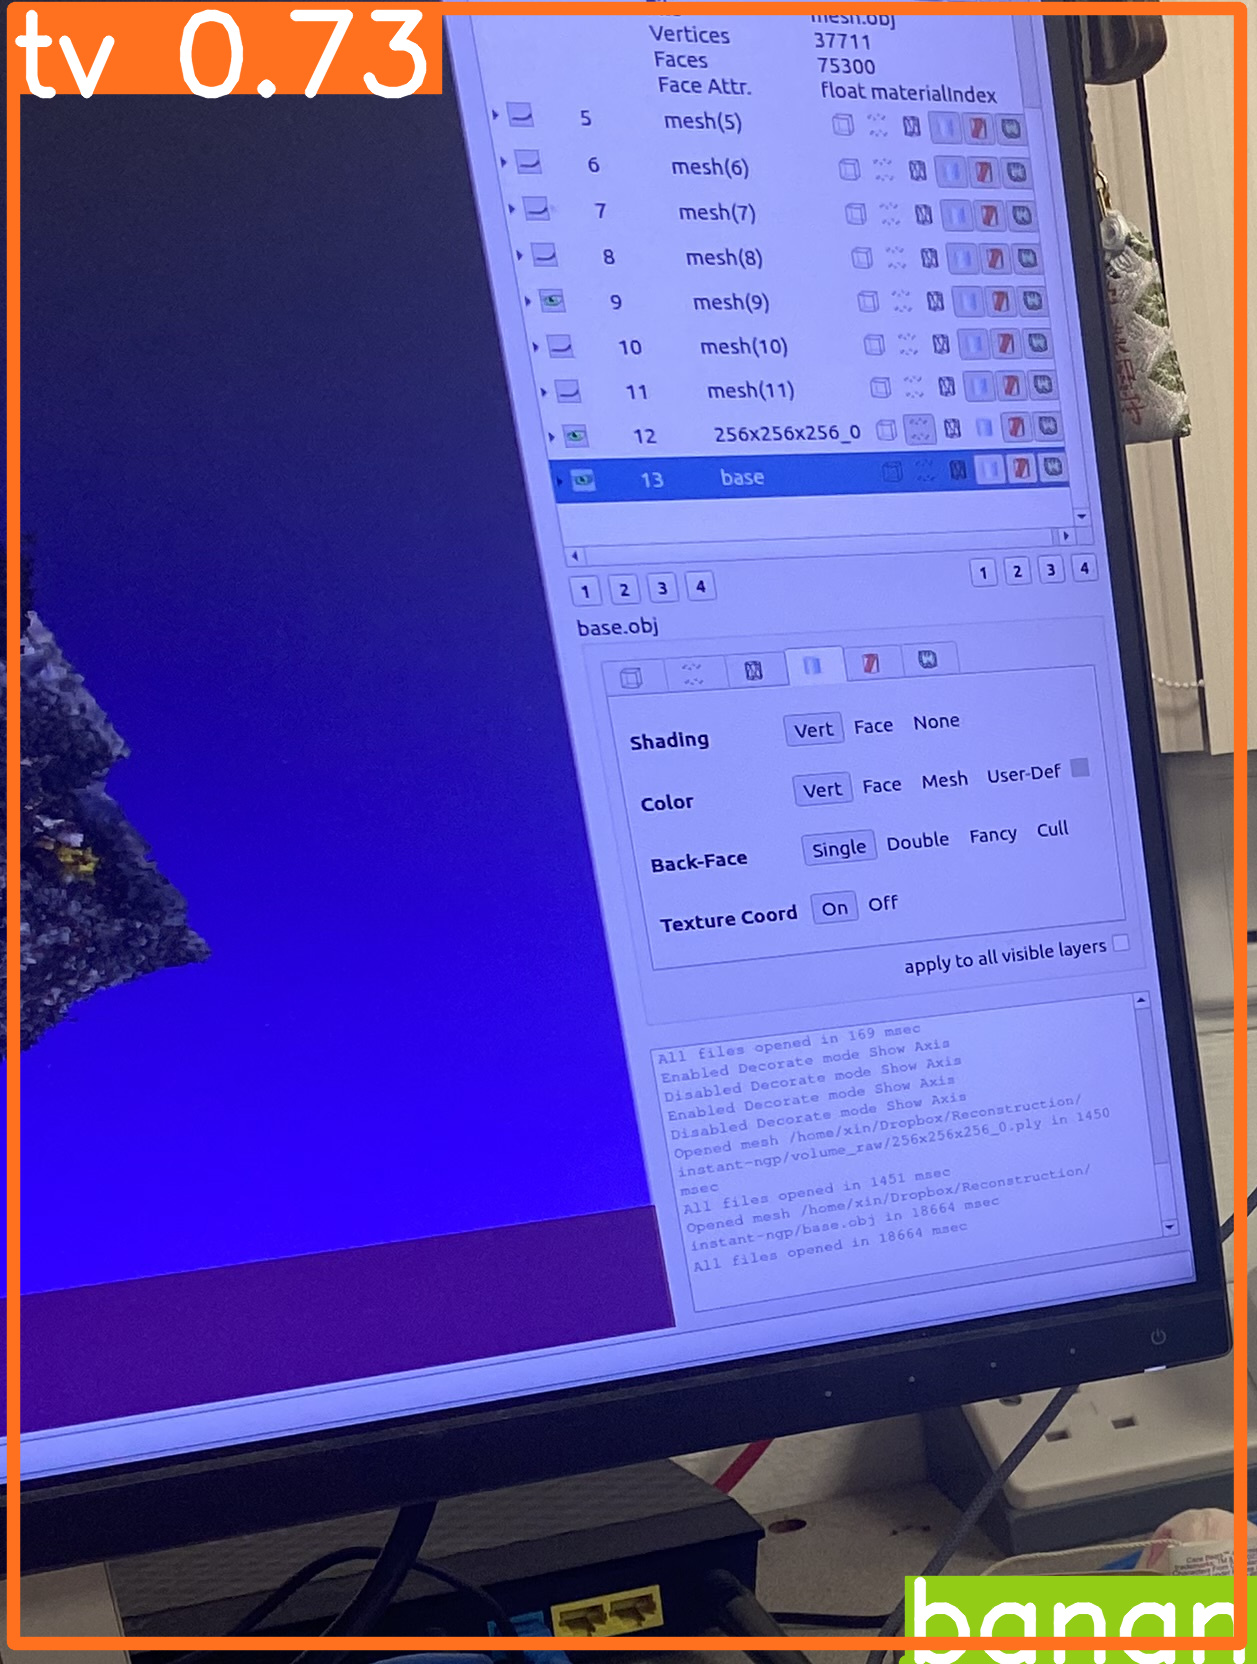 tv 0.73
mesh.obj
Vertices 37711
Faces 75300
Face Attr. float materialIndex
5 mesh(5)
6 mesh(6)
7 mesh(7)
8 mesh(8)
9 mesh(9)
10 mesh(10)
11 mesh(11)
12 256x256x256_0
13 base
1 2 3 4 1 2 3 4
base.obj
Shading Vert Face None
Color Vert Face Mesh User-Def
Back-Face Single Double Fancy Cull
Texture Coord On Off
apply to all visible layers
All files opened in 169 msec
Enabled Decorate mode Show Axis
Disabled Decorate mode Show Axis
Enabled Decorate mode Show Axis
Disabled Decorate mode Show Axis
Opened mesh /home/xin/Dropbox/Reconstruction/
instant-ngp/volume_raw/256x256x256_0.ply in 1450
msec
All files opened in 1451 msec
Opened mesh /home/xin/Dropbox/Reconstruction/
instant-ngp/base.obj in 18664 msec
All files opened in 18664 msec
banan